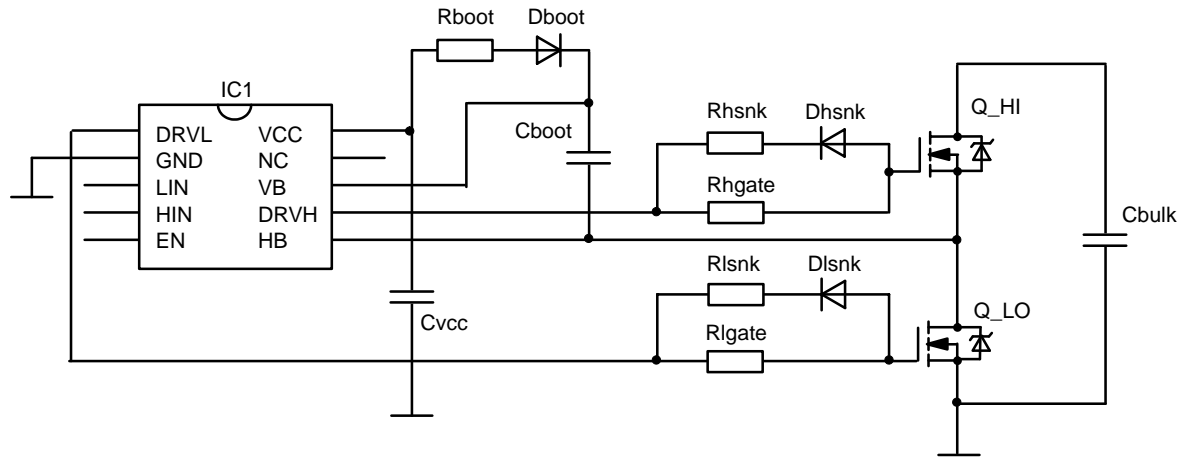 Rboot Dboot
IC1
DRVL VCC
GND NC
LIN VB
HIN DRVH
EN HB
Cboot
Rhsnk Dhsnk
Q_HI
Rhgate
Cbulk
Rlsnk Dlsnk
Q_LO
Cvcc
Rlgate